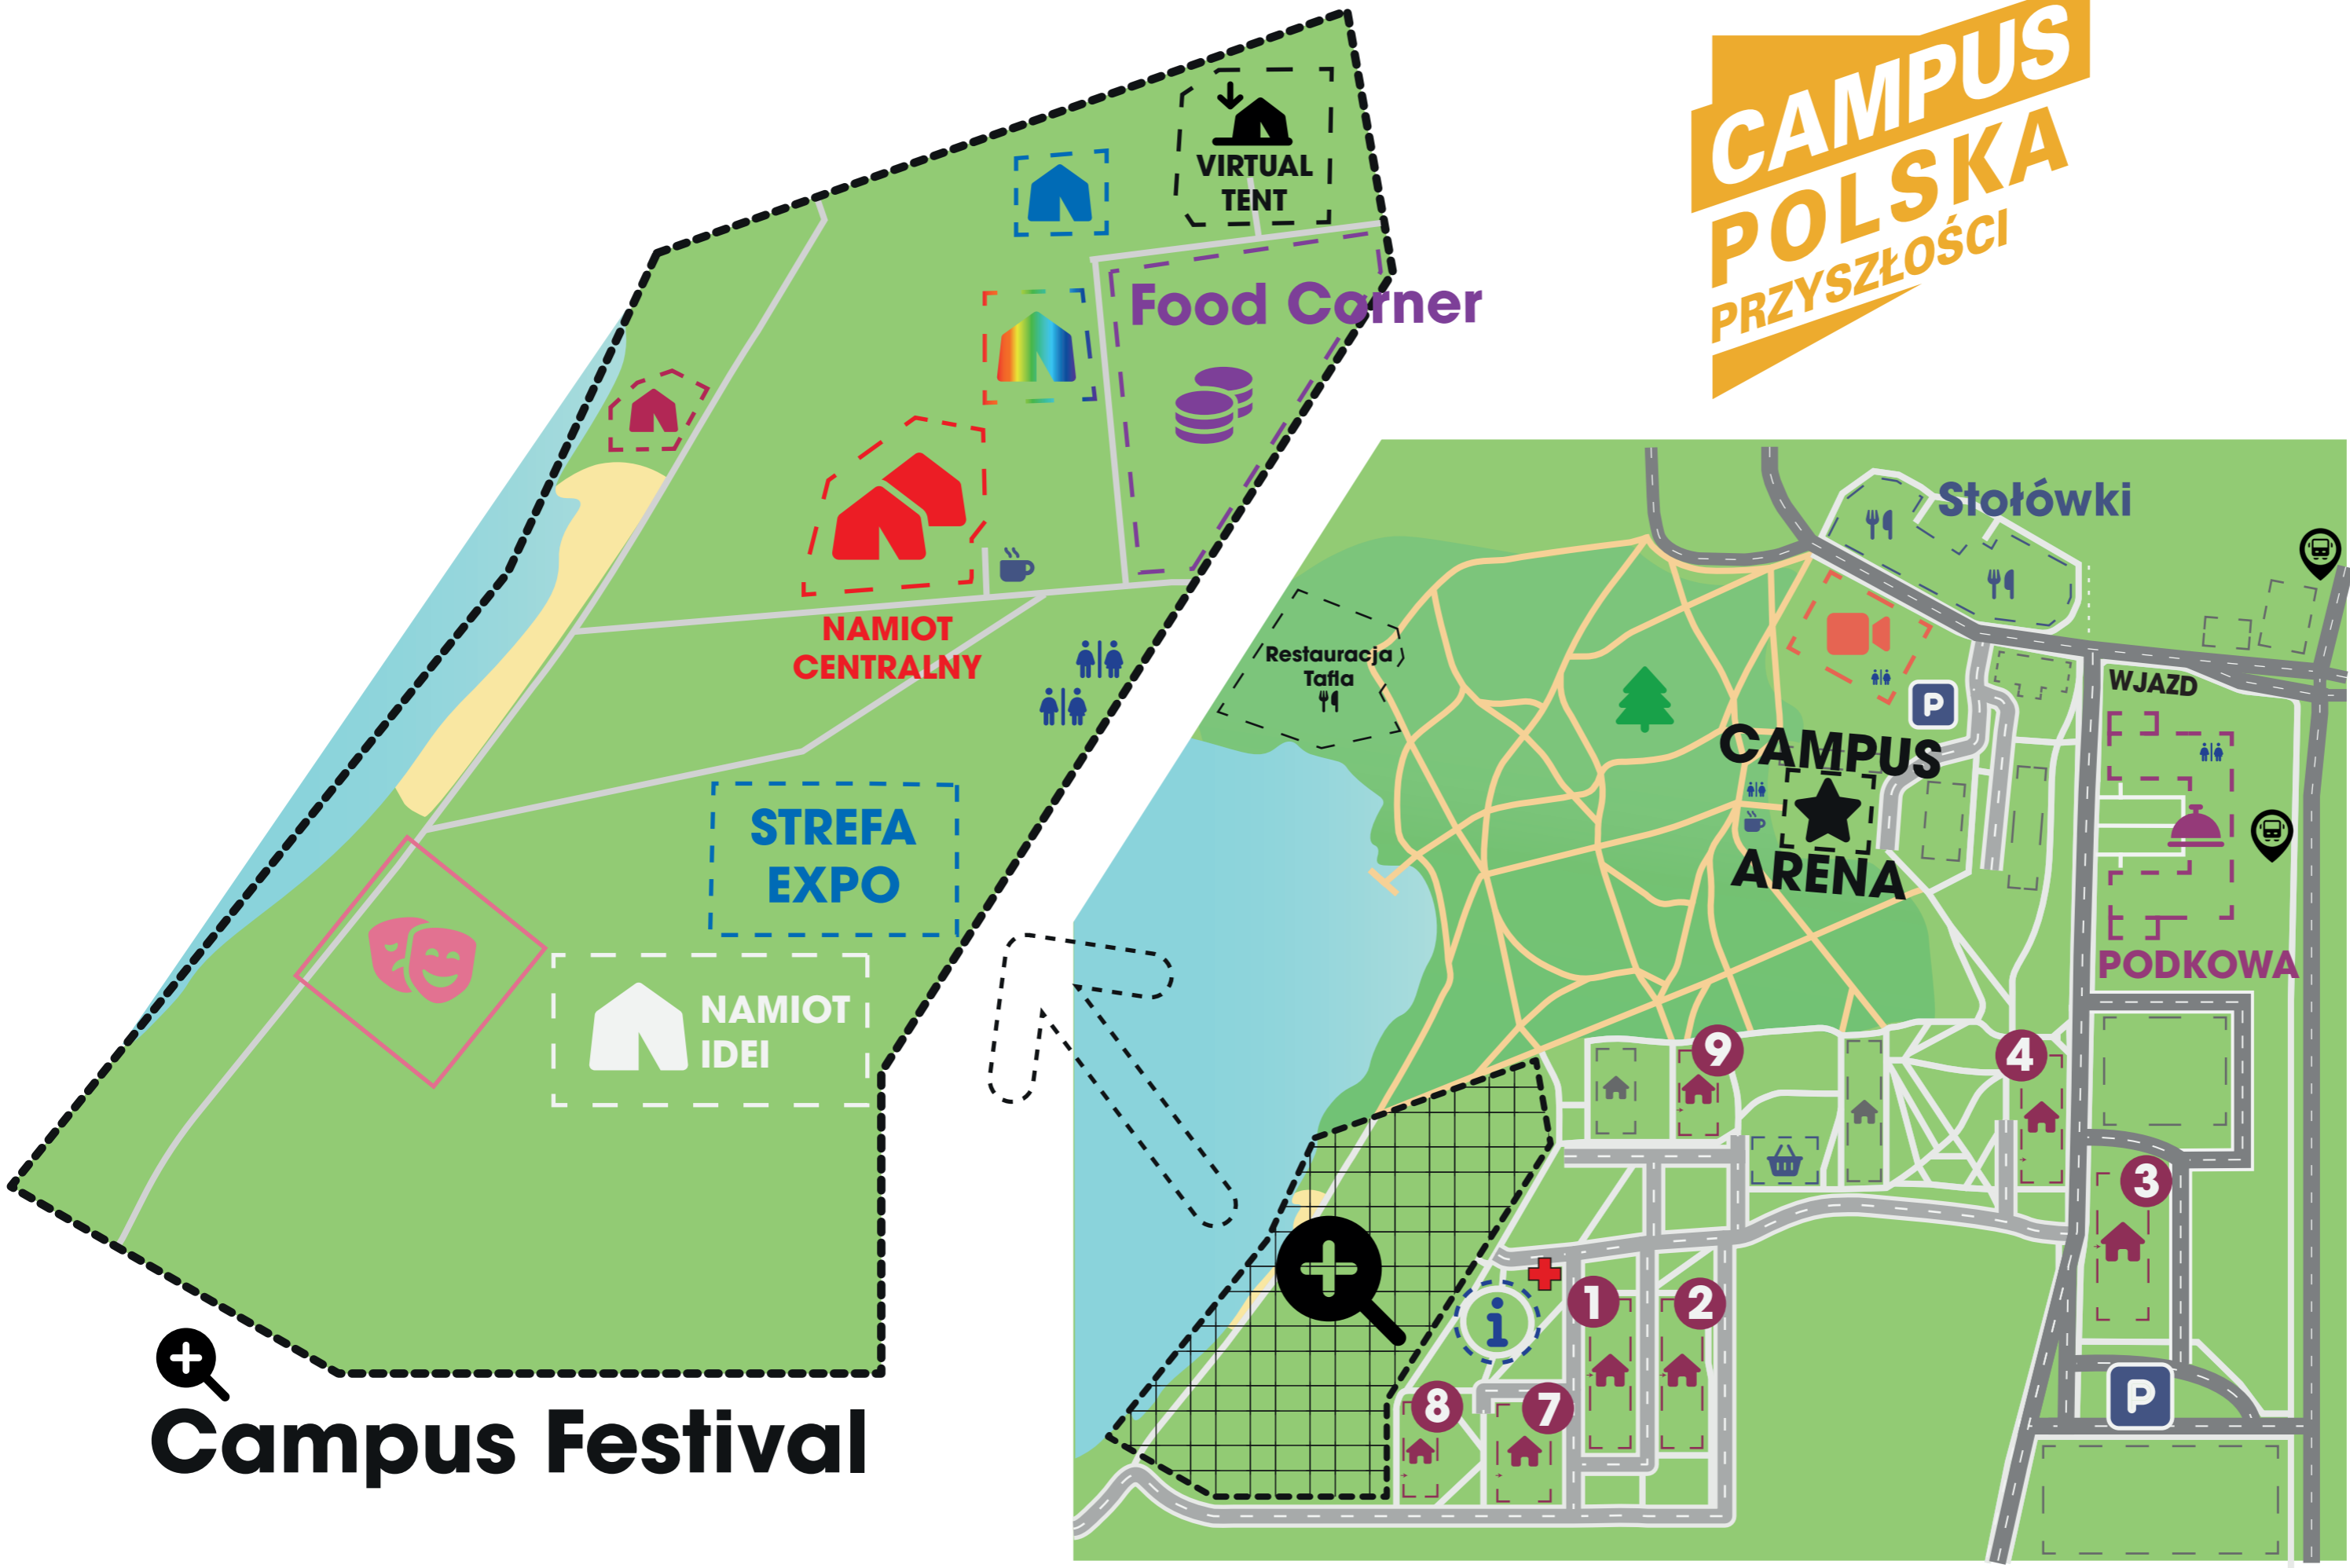 CAMPUS
POLSKA
PRZYSZŁOŚCI
VIRTUAL
TENT
Food Corner
NAMIOT
CENTRALNY
STREFA
EXPO
NAMIOT
IDEI
Campus Festival
Stołówki
Restauracja
Tafla
WJAZD
P
CAMPUS
ARENA
PODKOWA
9
4
3
i
1
2
8
7
P